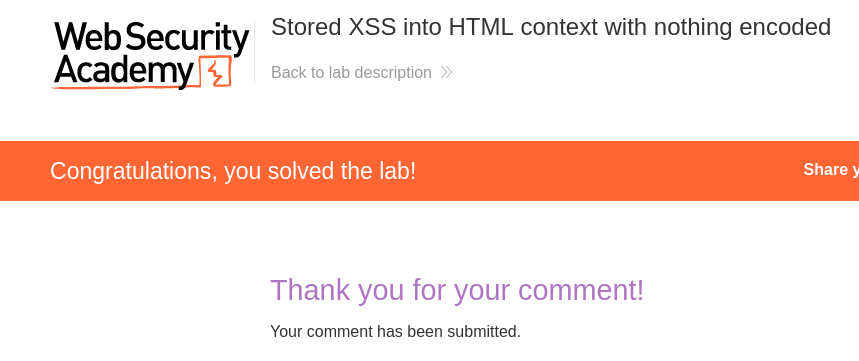 Web Security
Academy
Stored XSS into HTML context with nothing encoded
Back to lab description
Congratulations, you solved the lab!
Share y
Thank you for your comment!
Your comment has been submitted.